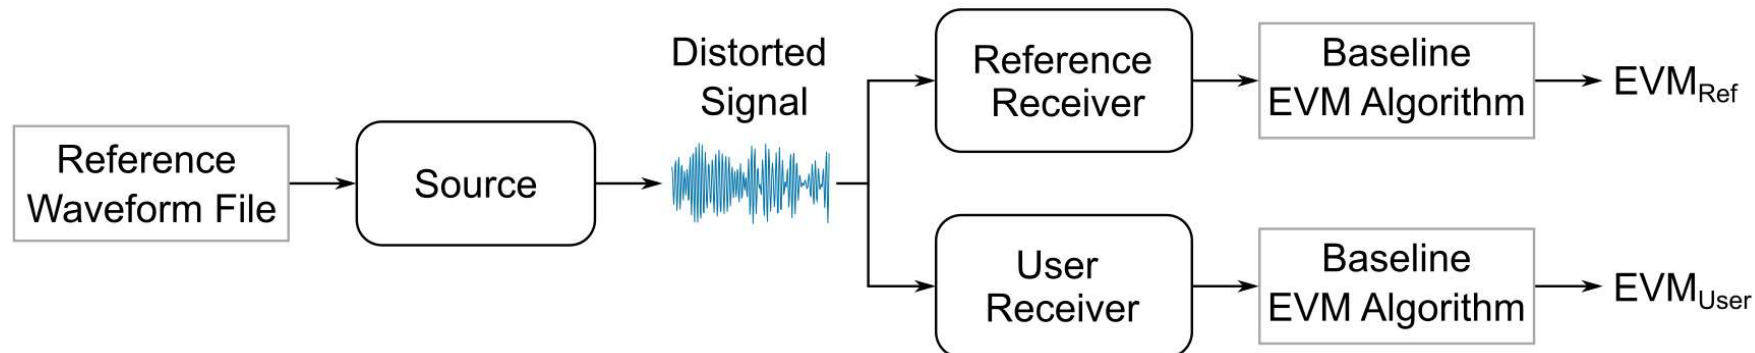 Reference
Waveform File
Source
Distorted
Signal
Reference
Receiver
Baseline
EVM Algorithm
EVMRef
User
Receiver
Baseline
EVM Algorithm
EVMUser